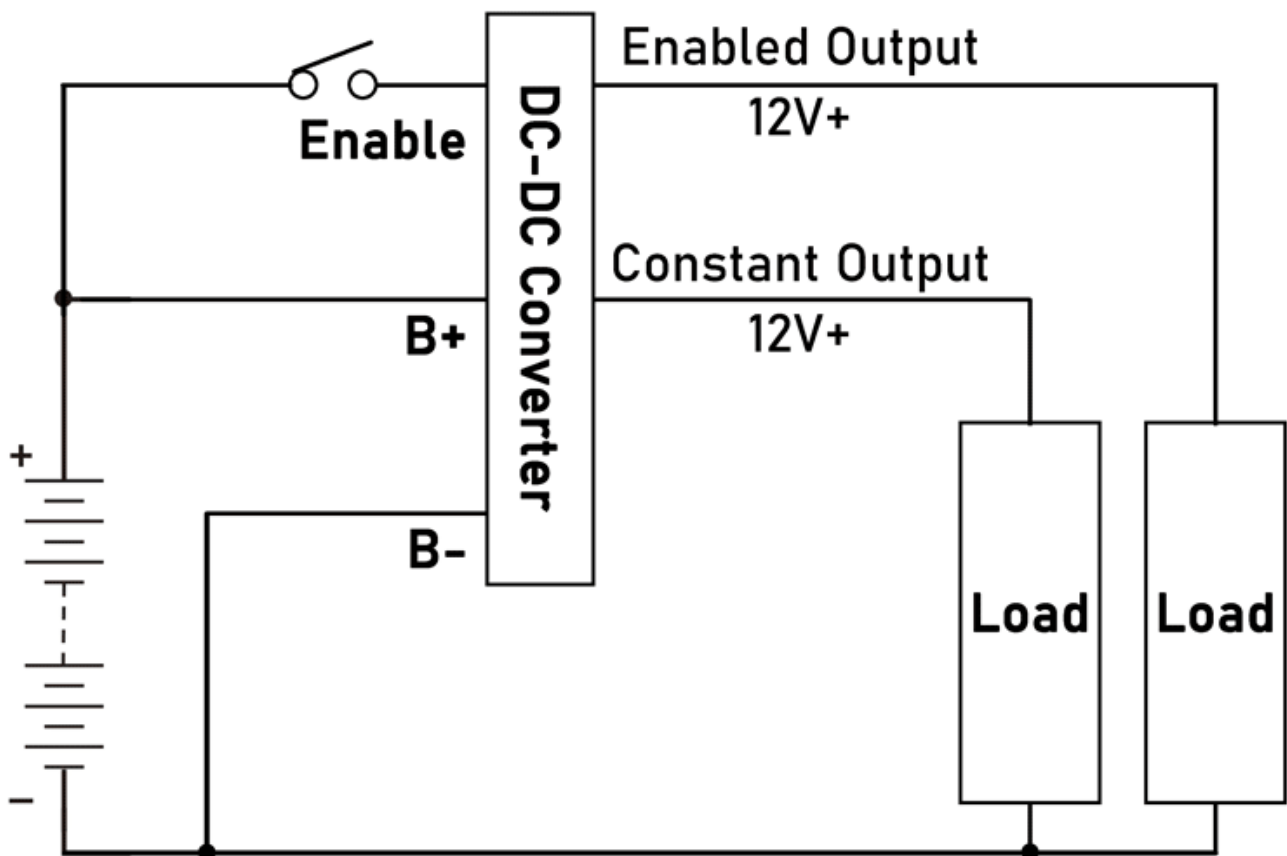 Enabled Output
12V+
Enable
DC-DC Converter
Constant Output
12V+
B+
+
B-
Load
Load
-